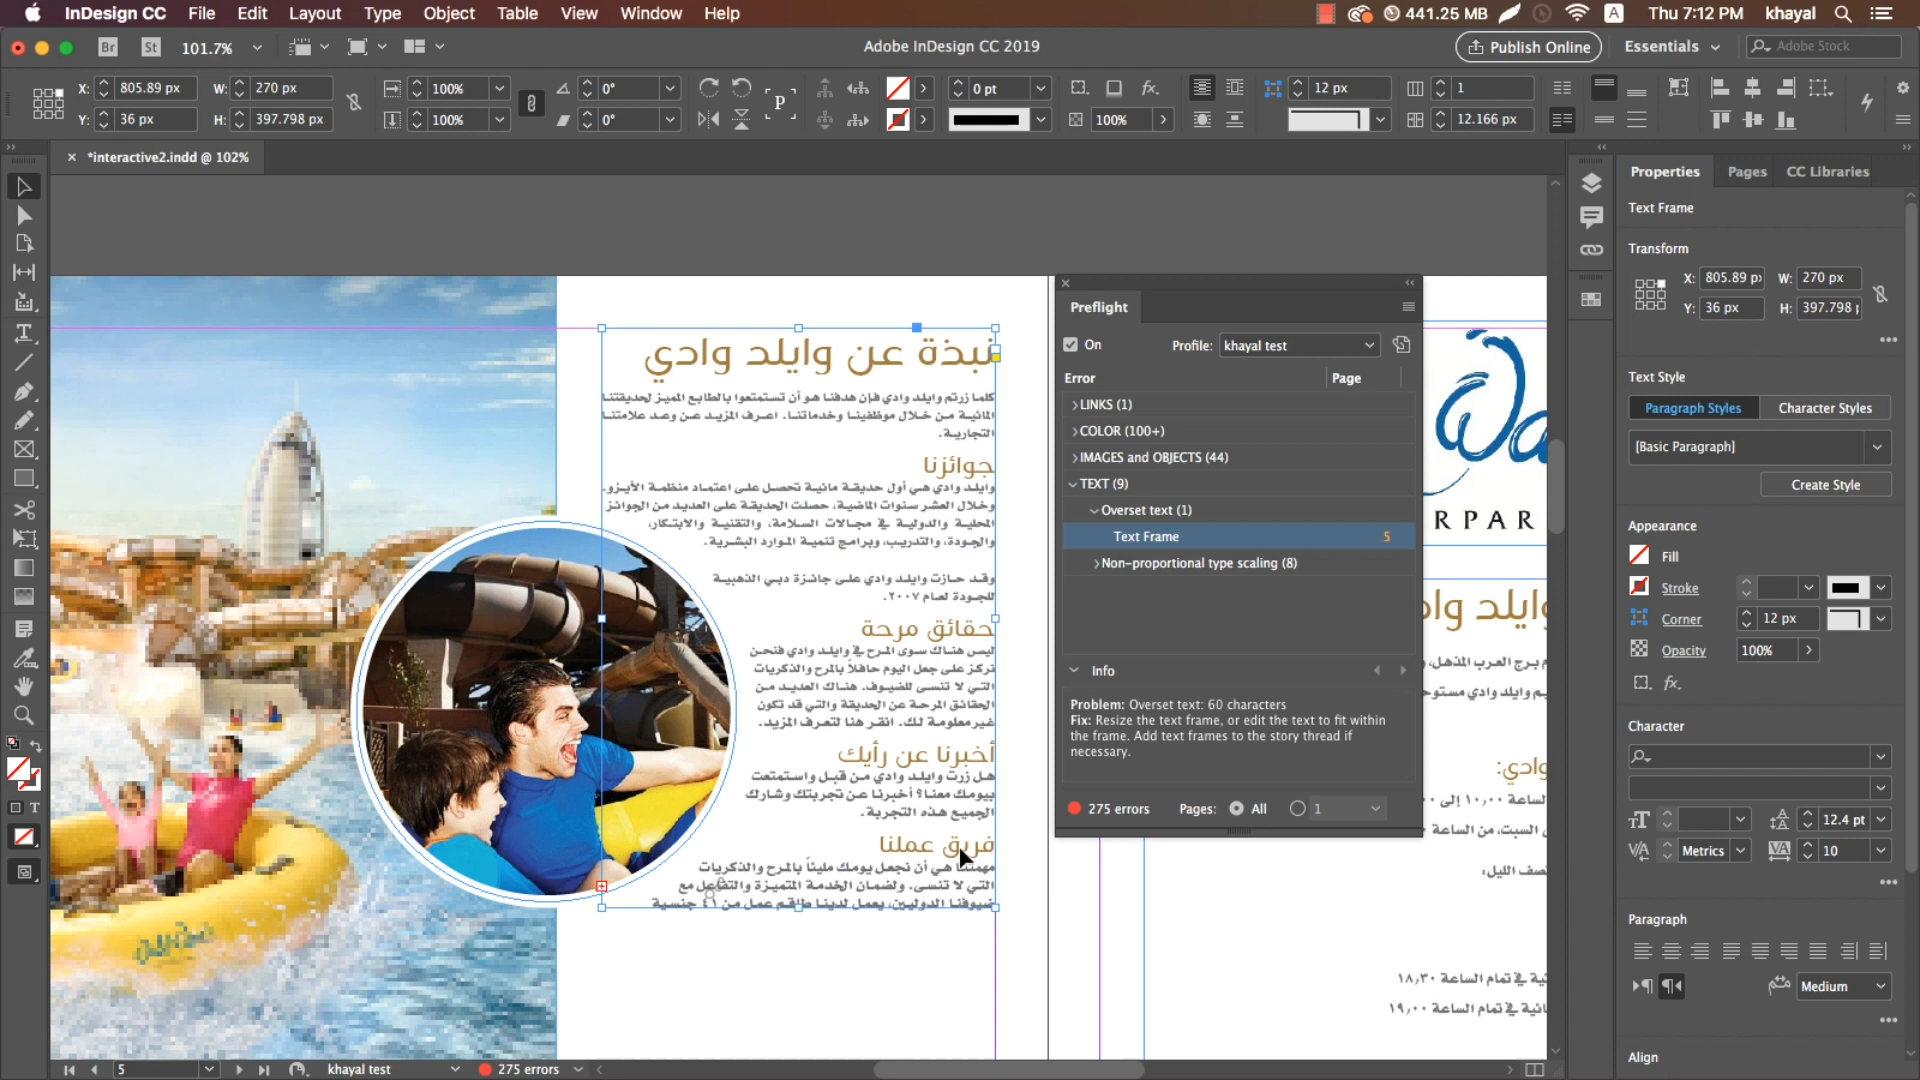 InDesign CC File Edit Layout Type Object Table View Window Help
441.25 MB A Thu 7:12 PM khayal
Br St 101.7%
Adobe InDesign CC 2019
Publish Online Essentials Adobe Stock
X: 805.89 px W: 270 px 100% 0° P 0 pt fx. 12 px 1
Y: 36 px H: 397.798 px 100% 0° 100% 12.166 px
*interactive2.indd @ 102%
Properties Pages CC Libraries
Text Frame
Transform
X: 805.89 p W: 270 px
Y: 36 px H: 397.798
Text Style
Paragraph Styles Character Styles
[Basic Paragraph]
Create Style
Appearance
Fill
Stroke
Corner 12 px
Opacity 100%
fx.
Character
12.4 pt
Metrics 10
Paragraph
Medium
Align
Preflight
On Profile: khayal test
Error Page
LINKS (1)
COLOR (100+)
IMAGES and OBJECTS (44)
TEXT (9)
Overset text (1)
Text Frame 5
Non-proportional type scaling (8)
Info
Problem: Overset text: 60 characters
Fix: Resize the text frame, or edit the text to fit within
the frame. Add text frames to the story thread if
necessary.
275 errors Pages: All 1
نبذة عن وايلد وادي
كلما زرتم وايلد وادي فإن هدفنا هو أن تستمتعوا بالطابع المميز لحديقتنا
المائية من خلال موظفينا وخدماتنا. اعرف المزيد عن وعد علامتنا
التجارية.
جوائزنا
وايلد وادي هي أول حديقة مائية تحصل على اعتماد منظمة الأيزو.
وخلال العشر سنوات الماضية، حصلت الحديقة على العديد من الجوائز
المحلية والدولية في مجالات السلامة، والتقنية والابتكار،
والجودة، والتدريب، وبرامج تنمية الموارد البشرية.
وقد حازت وايلد وادي على جائزة دبي الذهبية
للجودة لعام ٢٠٠٧.
حقائق مرحة
ليس هناك سوى المرح في وايلد وادي فنحن
نركز على جعل اليوم حافلاً بالمرح والذكريات
التي لا تنسى للضيوف. هناك العديد من
الحقائق المرحة عن الحديقة والتي قد تكون
غير معلومة لك. انقر هنا لتعرف المزيد.
أخبرنا عن رأيك
هل زرت وايلد وادي من قبل واستمتعت
بيومك معنا؟ أخبرنا عن تجربتك وشارك
الجميع هذه التجربة.
فريق عملنا
مهمتنا هي أن نجعل يومك مليئاً بالمرح والذكريات
التي لا تنسى. ولضمان الخدمة المتميزة والتفاعل مع
ضيوفنا الدوليين، يعمل لدينا طاقم عمل من ٤١ جنسية
Wa
RPAR
وايلد واد
م برج العرب المذهل،
يم وايلد وادي مستوح
وادي:
لساعة ١٠,٠٠ إلى
السبت، من الساعة
صف الليل:
ئية في تمام الساعة ١٨,٣٠
ائية في تمام الساعة ١٩,٠٠
5 khayal test 275 errors